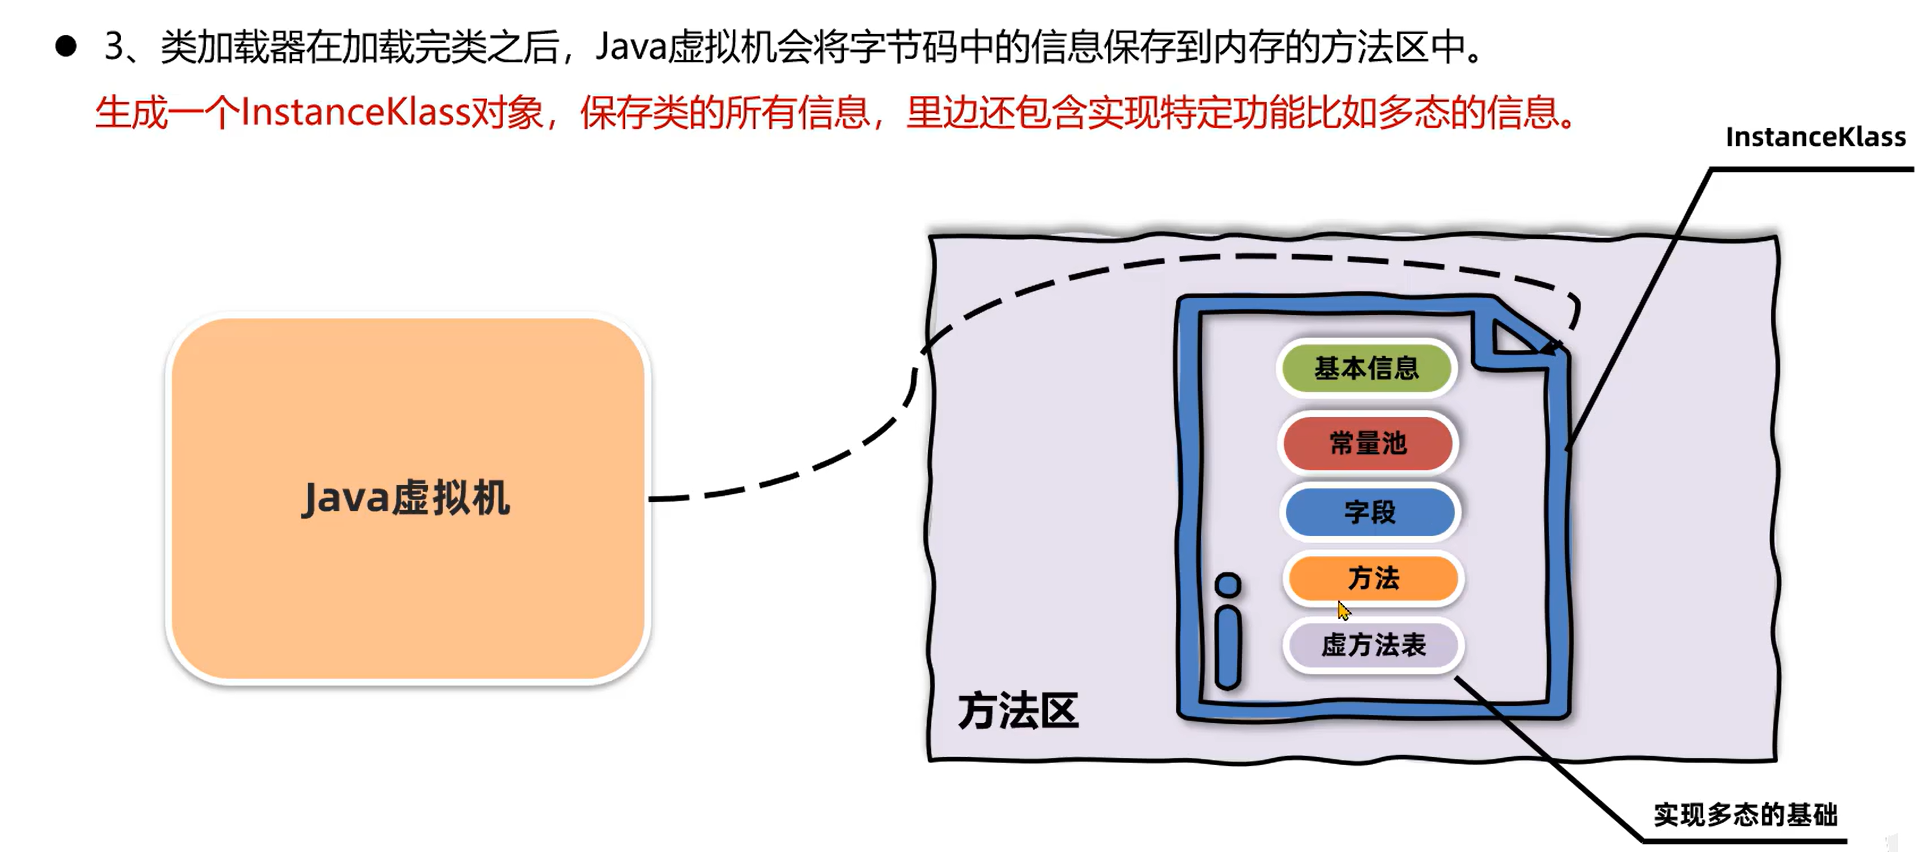 ● 3、类加载器在加载完类之后，Java虚拟机会将字节码中的信息保存到内存的方法区中。
生成一个InstanceKlass对象，保存类的所有信息，里边还包含实现特定功能比如多态的信息。
InstanceKlass
Java虚拟机
基本信息
常量池
字段
方法
虚方法表
方法区
实现多态的基础